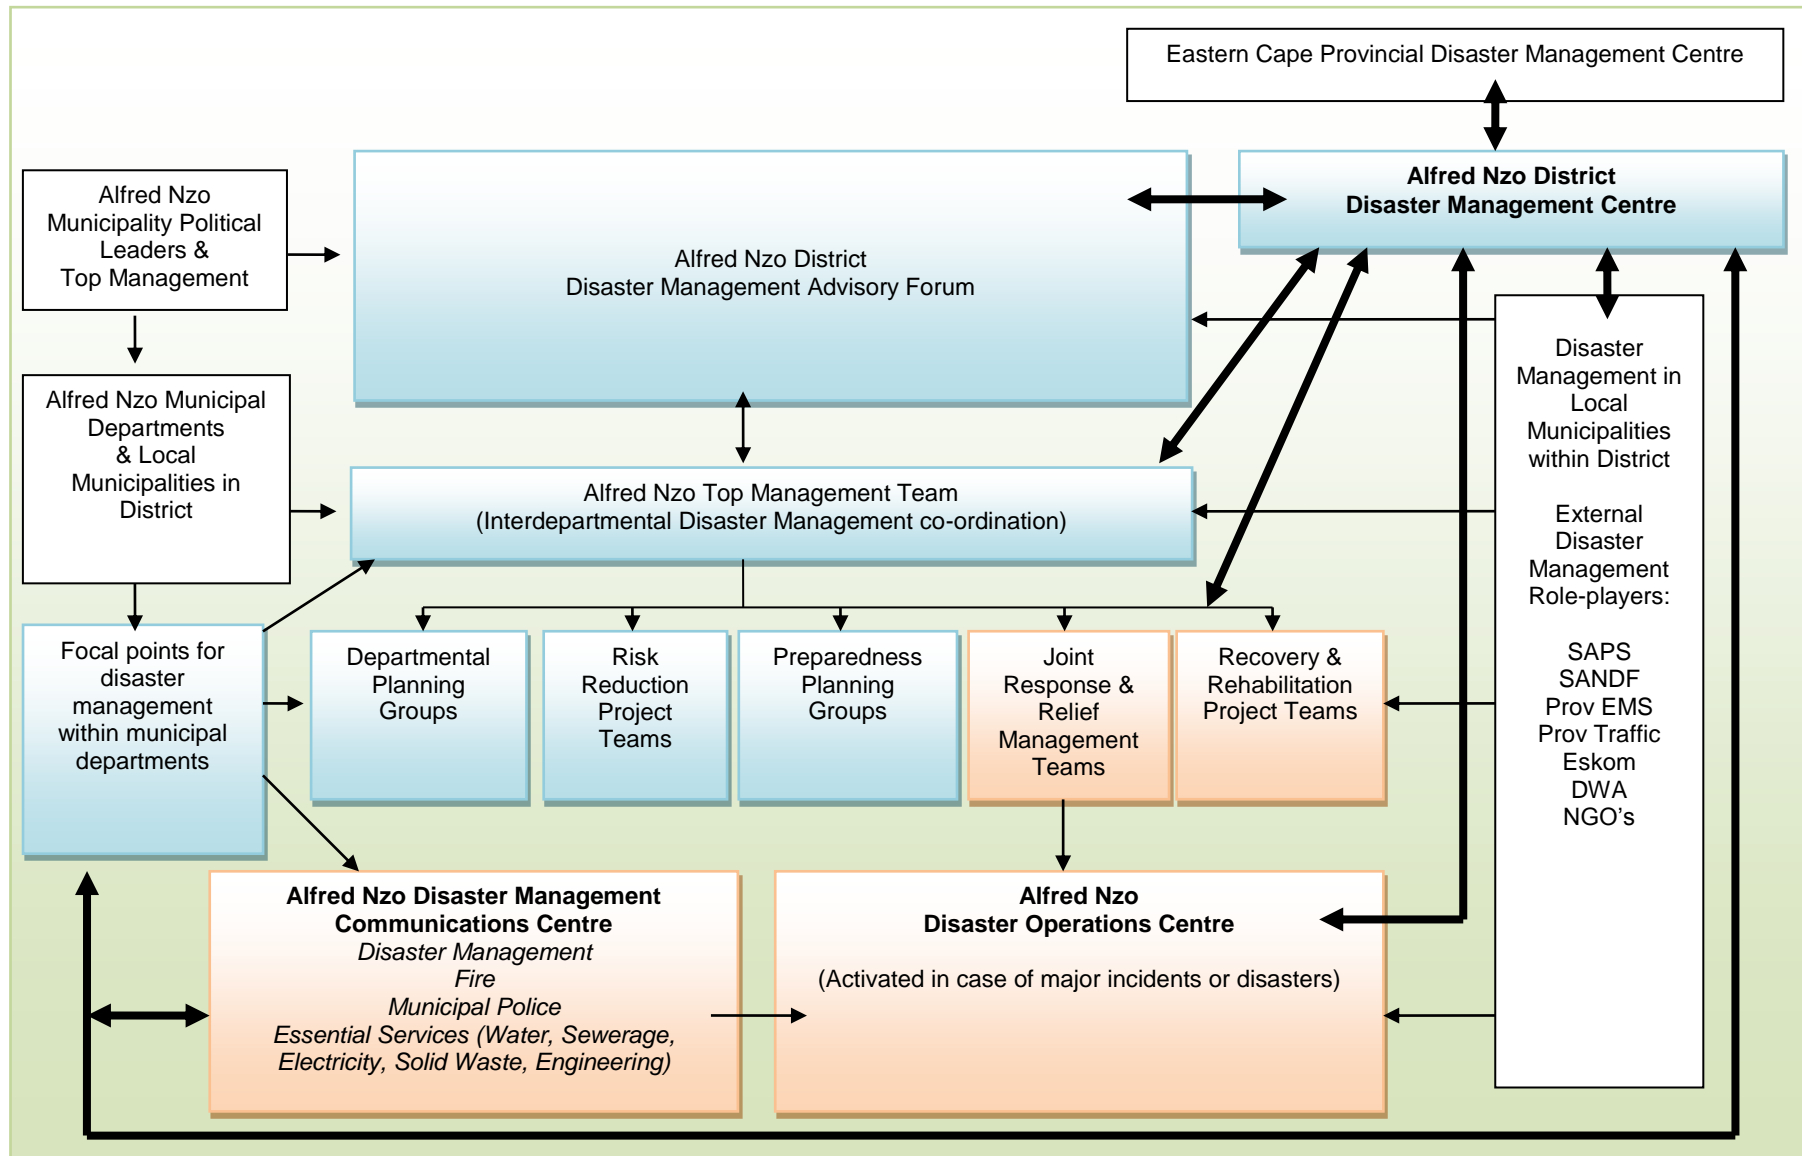 Eastern Cape Provincial Disaster Management Centre
Alfred Nzo District
Disaster Management Centre
Alfred Nzo
Municipality Political
Leaders &
Top Management
Alfred Nzo District
Disaster Management Advisory Forum
Alfred Nzo Municipal
Departments
& Local
Municipalities in
District
Alfred Nzo Top Management Team
(Interdepartmental Disaster Management co-ordination)
Disaster
Management in
Local
Municipalities
within District
External
Disaster
Management
Role-players:
SAPS
SANDF
Prov EMS
Prov Traffic
Eskom
DWA
NGO’s
Focal points for
disaster
management
within municipal
departments
Departmental
Planning
Groups
Risk
Reduction
Project
Teams
Preparedness
Planning
Groups
Joint
Response &
Relief
Management
Teams
Recovery &
Rehabilitation
Project Teams
Alfred Nzo Disaster Management
Communications Centre
Disaster Management
Fire
Municipal Police
Essential Services (Water, Sewerage,
Electricity, Solid Waste, Engineering)
Alfred Nzo
Disaster Operations Centre
(Activated in case of major incidents or disasters)